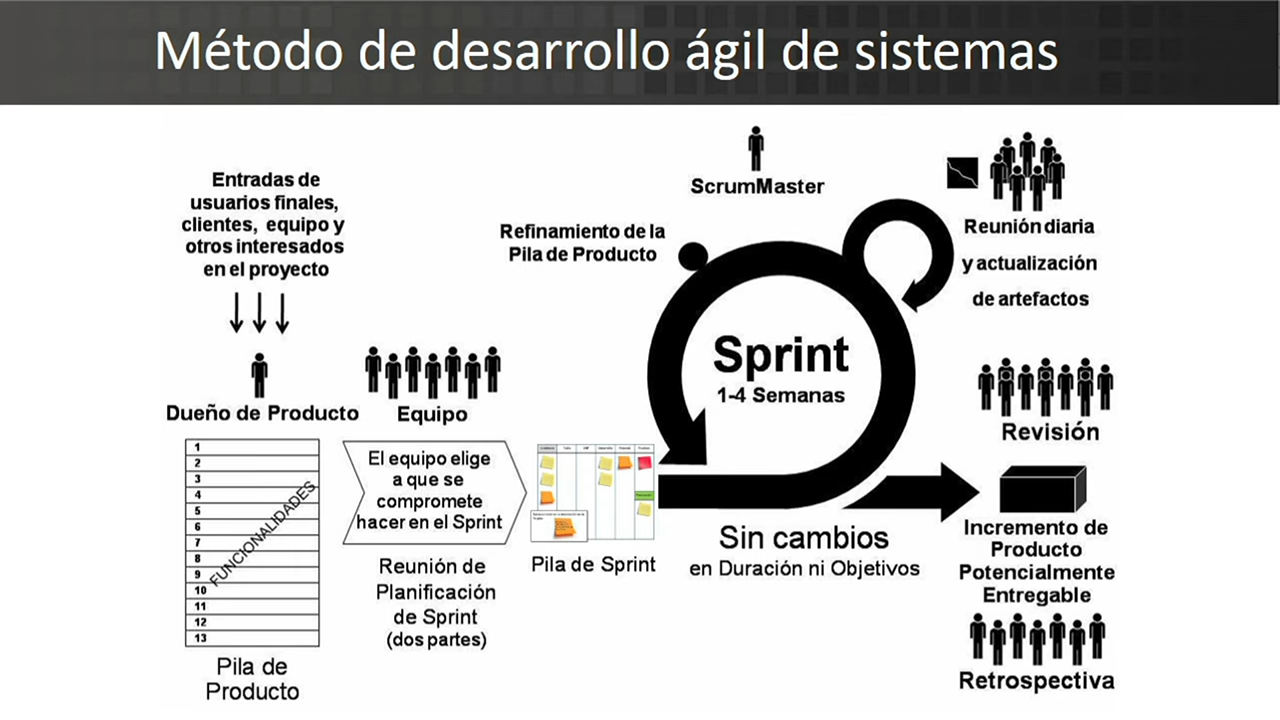 Método de desarrollo ágil de sistemas
Entradas de
usuarios finales,
clientes, equipo y
otros interesados
en el proyecto
Dueño de Producto
1
2
3
4
5
6
7
8
9
10
11
12
13
FUNCIONALIDADES
Pila de
Producto
Equipo
El equipo elige
a que se
compromete
hacer en el Sprint
Reunión de
Planificación
de Sprint
(dos partes)
Pila de Sprint
Refinamiento de la
Pila de Producto
ScrumMaster
Sprint
1-4 Semanas
Sin cambios
en Duración ni Objetivos
Reunión diaria
y actualización
de artefactos
Revisión
Incremento de
Producto
Potencialmente
Entregable
Retrospectiva